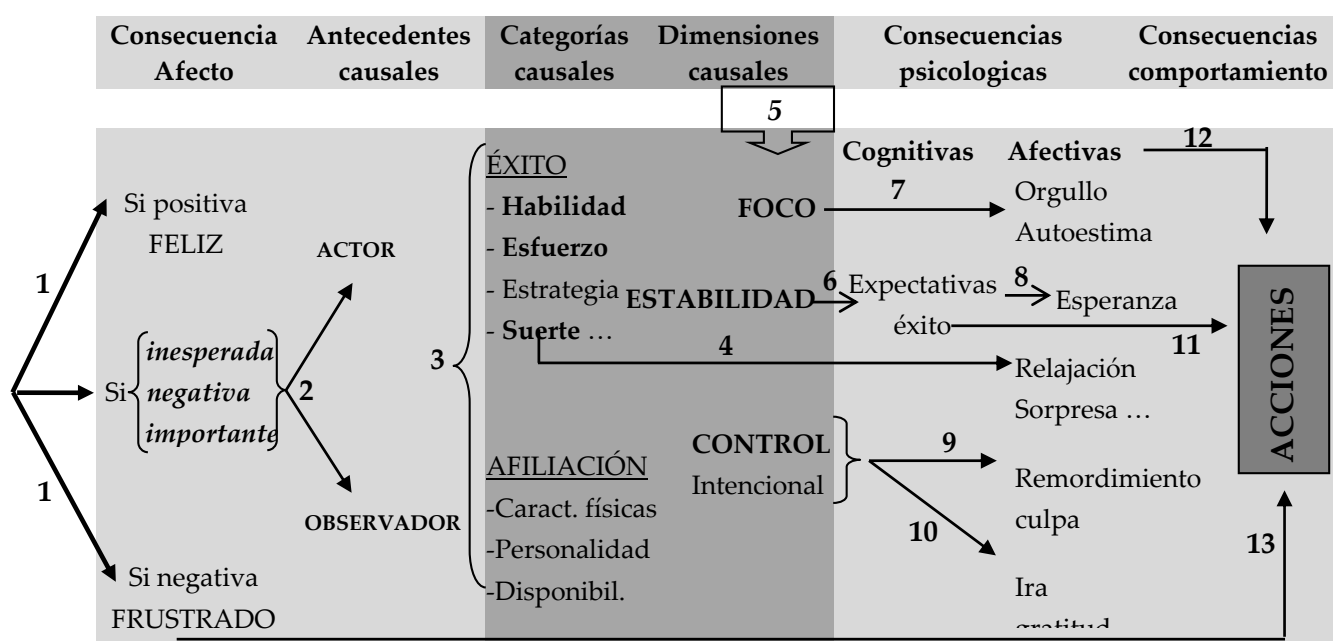 Consecuencia Afecto
Antecedentes causales
Categorías causales
Dimensiones causales
Consecuencias psicologicas
Consecuencias comportamiento
5
1
Si positiva
FELIZ
Si
inesperada
negativa
importante
1
Si negativa
FRUSTRADO
2
ACTOR
OBSERVADOR
3
ÉXITO
- Habilidad
- Esfuerzo
- Estrategia
- Suerte …
AFILIACIÓN
-Caract. físicas
-Personalidad
-Disponibil.
FOCO
ESTABILIDAD
4
CONTROL
Intencional
Cognitivas
7
6
Expectativas
éxito
8
9
10
Afectivas
Orgullo
Autoestima
Esperanza
Relajación
Sorpresa …
Remordimiento
culpa
Ira
gratitud
12
11
ACCIONES
13